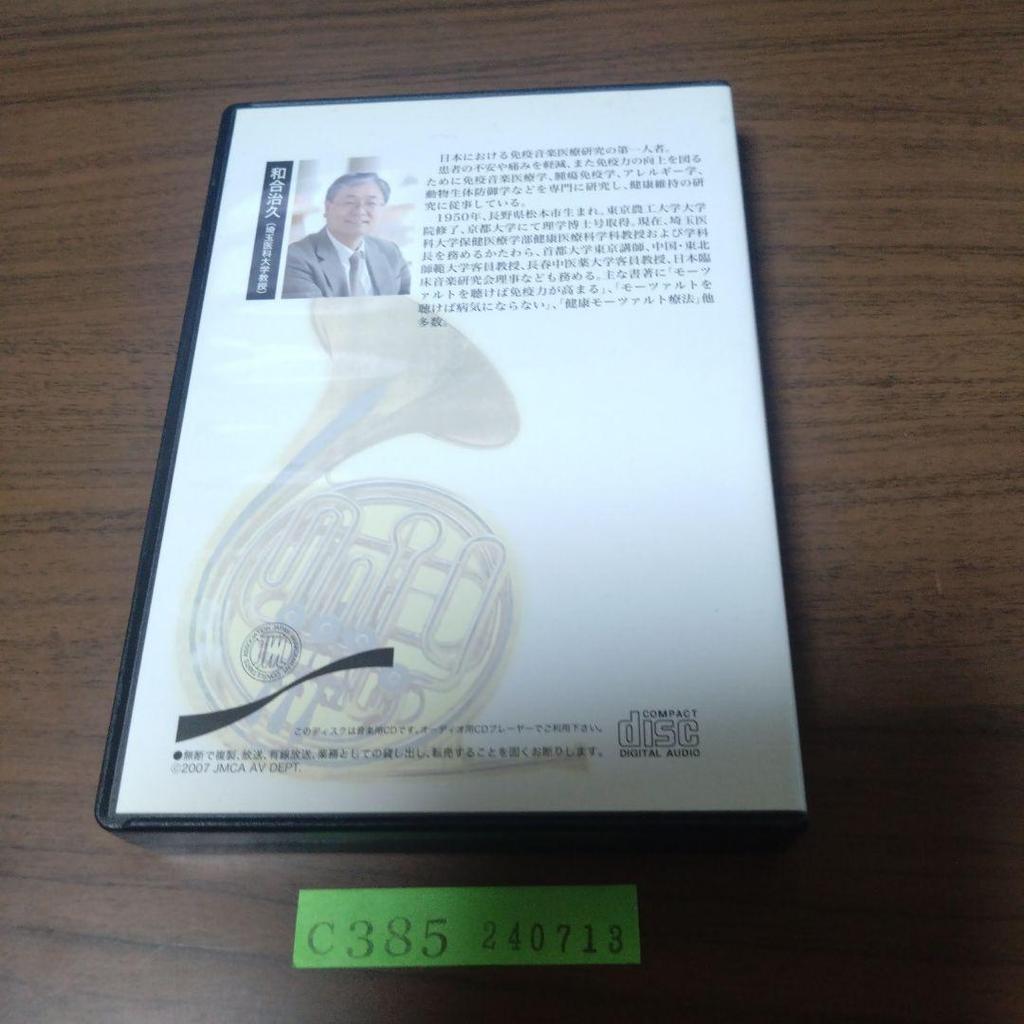 和合治久（埼玉医科大学教授）
日本における免疫音楽医療研究の第一人者。
患者の不安や痛みを軽減、また免疫力の向上を図る
ために免疫音楽医療学、腫瘍免疫学、アレルギー学、
動物生体防御学などを専門に研究し、健康維持の研
究に従事している。
1950年、長野県松本市生まれ。東京農工大学大学
院修了、京都大学にて理学博士号取得。現在、埼玉医
科大学保健医療学部健康医療科学科教授および学科
長を務めるかたわら、首都大学東京講師、中国・東北
師範大学客員教授、長春中医薬大学客員教授、日本臨
床音楽研究会理事なども務める。主な書著に「モーツ
ァルトを聴けば免疫力が高まる」、「モーツァルトを
聴けば病気にならない」、「健康モーツァルト療法」他
多数。
このディスクは音楽用CDです。オーディオ用CDプレーヤーでご利用下さい。
●無断で複製、放送、有線放送、業務としての貸し出し、転売することを固くお断りします。
©2007 JMCA AV DEPT.
COMPACT
disc
DIGITAL AUDIO
C385 240713